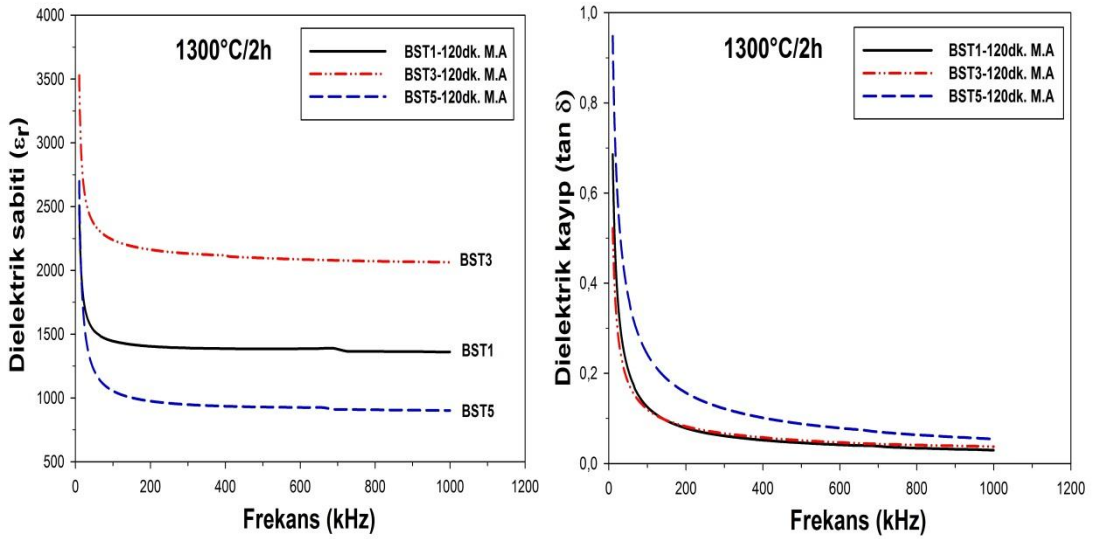 1300°C/2h
BST1-120dk. M.A
BST3-120dk. M.A
BST5-120dk. M.A
Dielektrik sabiti (εr)
4000
3500
3000
2500
2000
1500
1000
500
BST3
BST1
BST5
0 200 400 600 800 1000 1200
Frekans (kHz)
1300°C/2h
BST1-120dk. M.A
BST3-120dk. M.A
BST5-120dk. M.A
Dielektrik kayıp (tan δ)
1,0
0,8
0,6
0,4
0,2
0,0
0 200 400 600 800 1000 1200
Frekans (kHz)